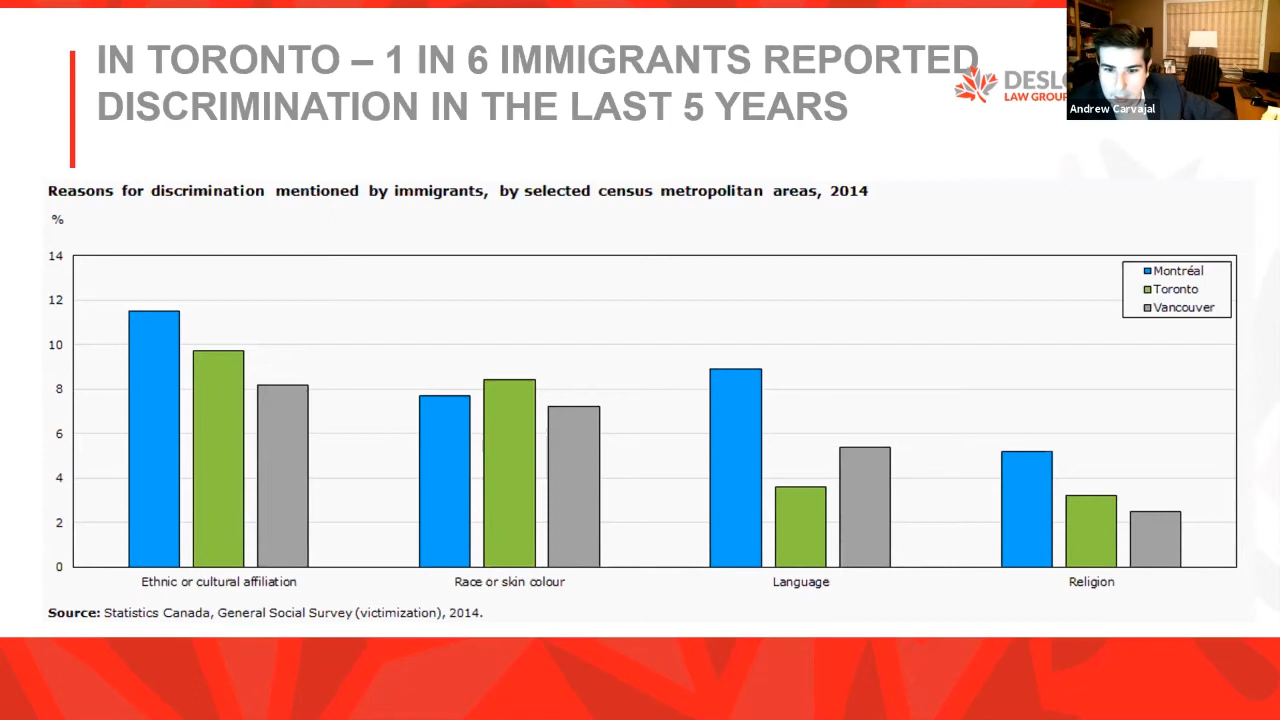 IN TORONTO – 1 IN 6 IMMIGRANTS REPORTED
DISCRIMINATION IN THE LAST 5 YEARS
LAW GROUP
Andrew Carvajal
Reasons for discrimination mentioned by immigrants, by selected census metropolitan areas, 2014
%
14
12
10
8
6
4
2
0
Montréal
Toronto
Vancouver
Ethnic or cultural affiliation
Race or skin colour
Language
Religion
Source: Statistics Canada, General Social Survey (victimization), 2014.